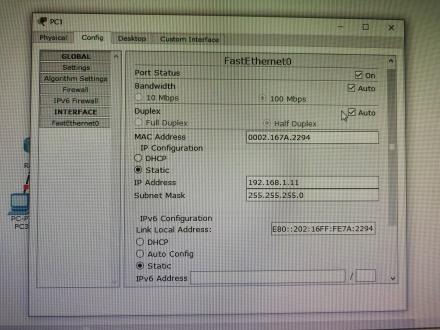 PC1
Physical Config Desktop Custom Interface
GLOBAL
Settings
Algorithm Settings
Firewall
IPv6 Firewall
INTERFACE
FastEthernet0
FastEthernet0
Port Status On
Bandwidth Auto
10 Mbps 100 Mbps
Duplex Auto
Full Duplex Half Duplex
MAC Address 0002.167A.2294
IP Configuration
DHCP
Static
IP Address 192.168.1.11
Subnet Mask 255.255.255.0
IPv6 Configuration
Link Local Address: E80::202:16FF:FE7A:2294
DHCP
Auto Config
Static
IPv6 Address /
PC-P
PC3